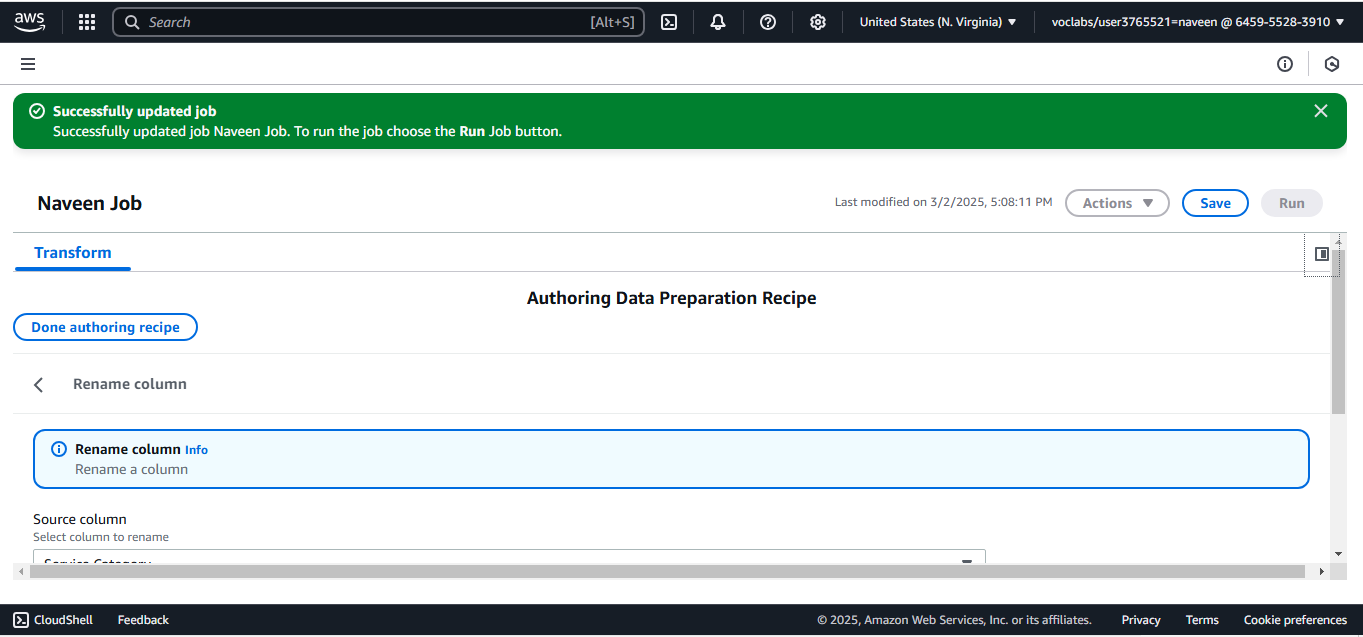 aws
Search [Alt+S] United States (N. Virginia) voclabs/user3765521=naveen @ 6459-5528-3910
Successfully updated job
Successfully updated job Naveen Job. To run the job choose the Run Job button.
Naveen Job Last modified on 3/2/2025, 5:08:11 PM Actions Save Run
Transform
Authoring Data Preparation Recipe
Done authoring recipe
Rename column
Rename column Info
Rename a column
Source column
Select column to rename
Service Category
CloudShell Feedback © 2025, Amazon Web Services, Inc. or its affiliates. Privacy Terms Cookie preferences